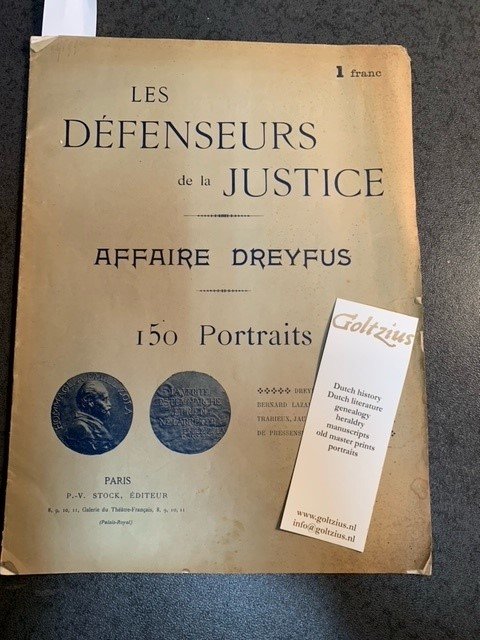 1 franc
LES
DÉFENSEURS
de la JUSTICE
AFFAIRE DREYFUS
150 Portraits
DREY
BERNARD LAZA
TRARIEUX, JAU
DE PRESSENS
PARIS
P.-V. STOCK, ÉDITEUR
8, 9, 10, 11, Galerie du Théâtre-Français, 8, 9, 10, 11
(Palais-Royal)
Goltzius
Dutch history
Dutch literature
genealogy
heraldry
manuscripts
old master prints
portraits
www.goltzius.nl
info@goltzius.nl